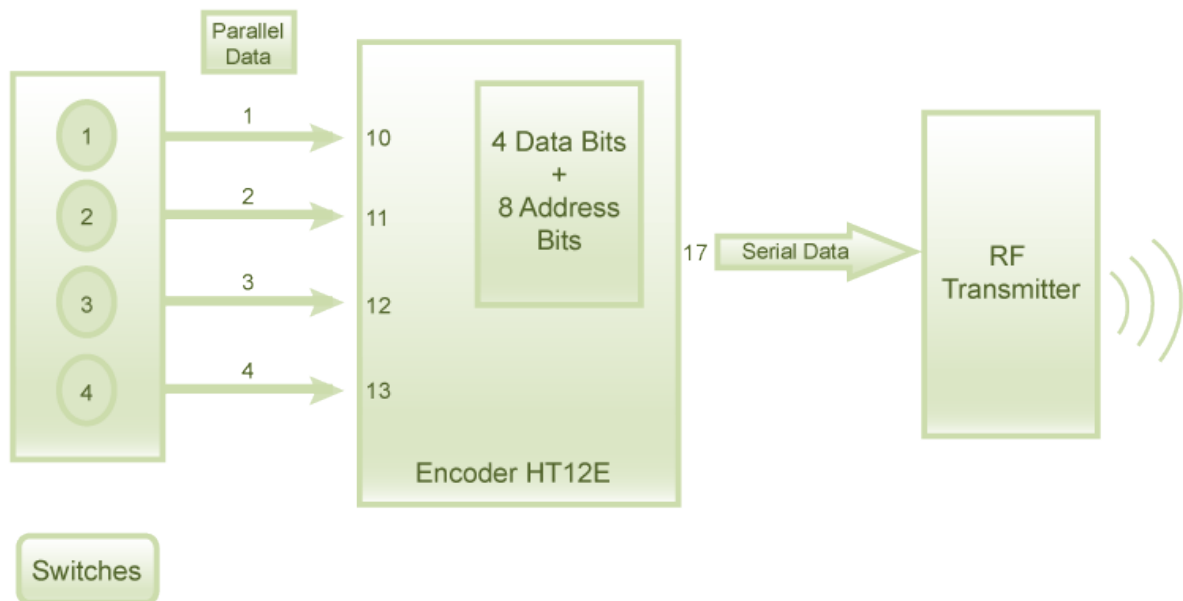 Parallel
Data
1
1
10
2
2
11
3
3
12
4
4
13
4 Data Bits
+
8 Address
Bits
Encoder HT12E
17
Serial Data
RF
Transmitter
Switches